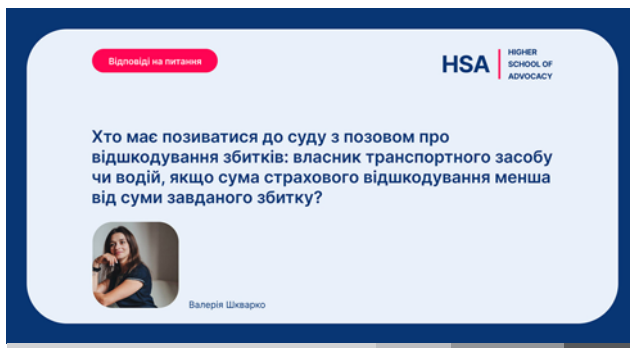 Відповіді на питання
HSA
HIGHER
SCHOOL OF
ADVOCACY
Хто має позиватися до суду з позовом про
відшкодування збитків: власник транспортного засобу
чи водій, якщо сума страхового відшкодування менша
від суми завданого збитку?
Валерія Шкварко